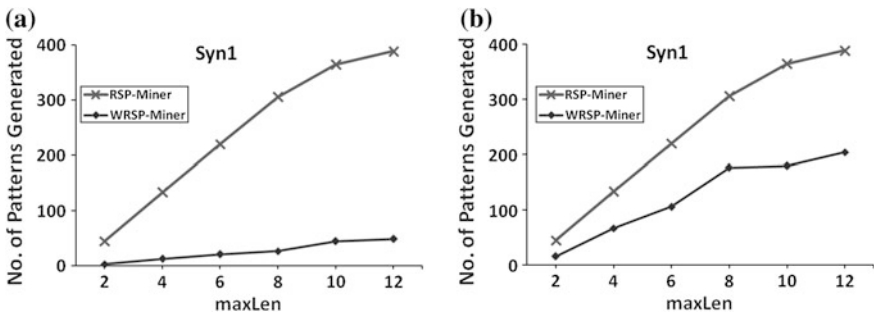 (a)
Syn1
No. of Patterns Generated
400
300
200
100
0
RSP-Miner
WRSP-Miner
2 4 6 8 10 12
maxLen
(b)
Syn1
No. of Patterns Generated
400
300
200
100
0
RSP-Miner
WRSP-Miner
2 4 6 8 10 12
maxLen